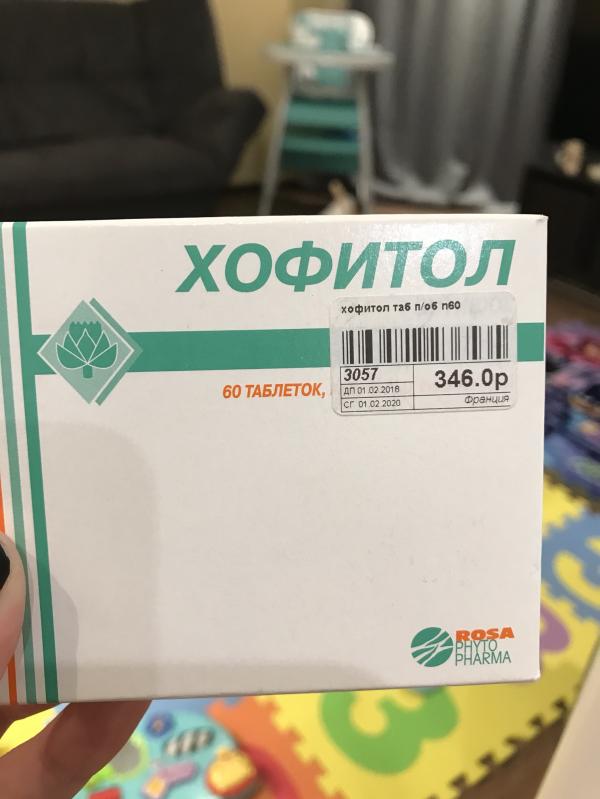 ХОФИТОЛ
хофитол таб п/об п60
3057
346.0р
ДП 01.02.2018
СГ 01.02.2020
Франция
60 ТАБЛЕТОК,
ROSA
PHYTO
PHARMA